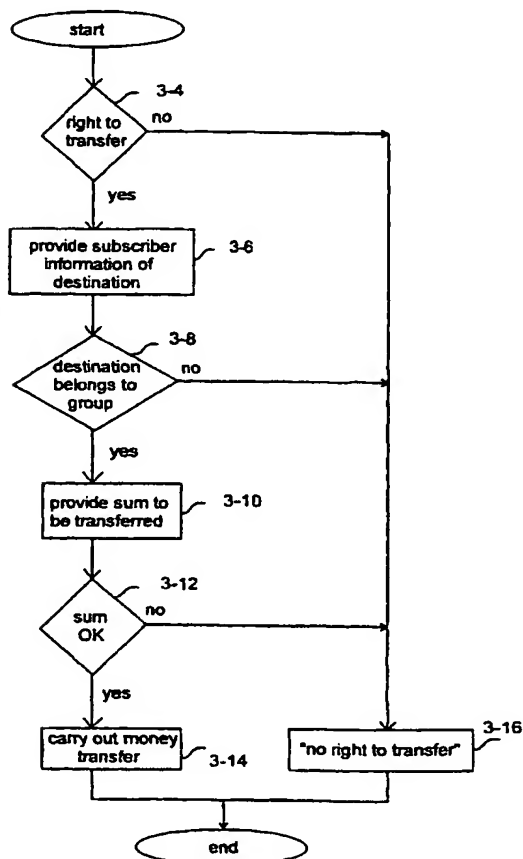 start
3-4
right to
transfer
no
yes
provide subscriber
information of
destination
3-6
3-8
destination
belongs to
group
no
yes
provide sum to
be transferred
3-10
3-12
sum
OK
no
yes
carry out money
transfer
3-14
"no right to transfer"
3-16
end